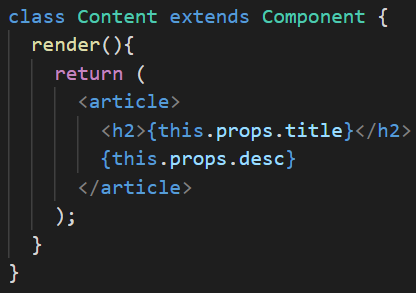 class Content extends Component {
  render(){
    return (
      <article>
        <h2>{this.props.title}</h2>
        {this.props.desc}
      </article>
    );
  }
}